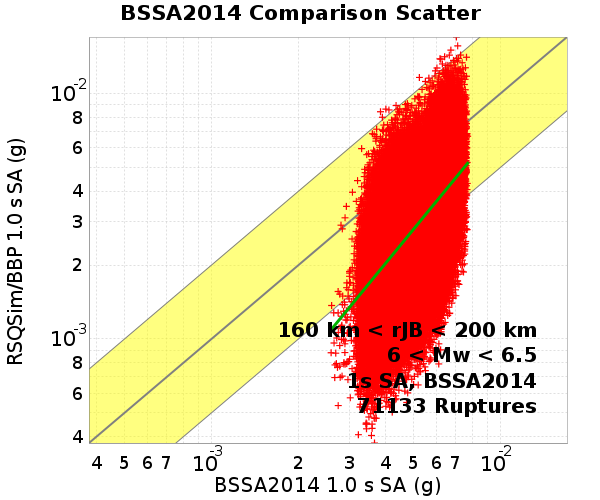 BSSA2014 Comparison Scatter
RSQSim/BBP 1.0 s SA (g)
10-2
8
6
4
3
2
10-3
8
6
4
160 km < rJB < 200 km
6 < Mw < 6.5
1s SA, BSSA2014
71133 Ruptures
4 5 6 7 10-3 2 3 4 5 6 7 10-2
BSSA2014 1.0 s SA (g)